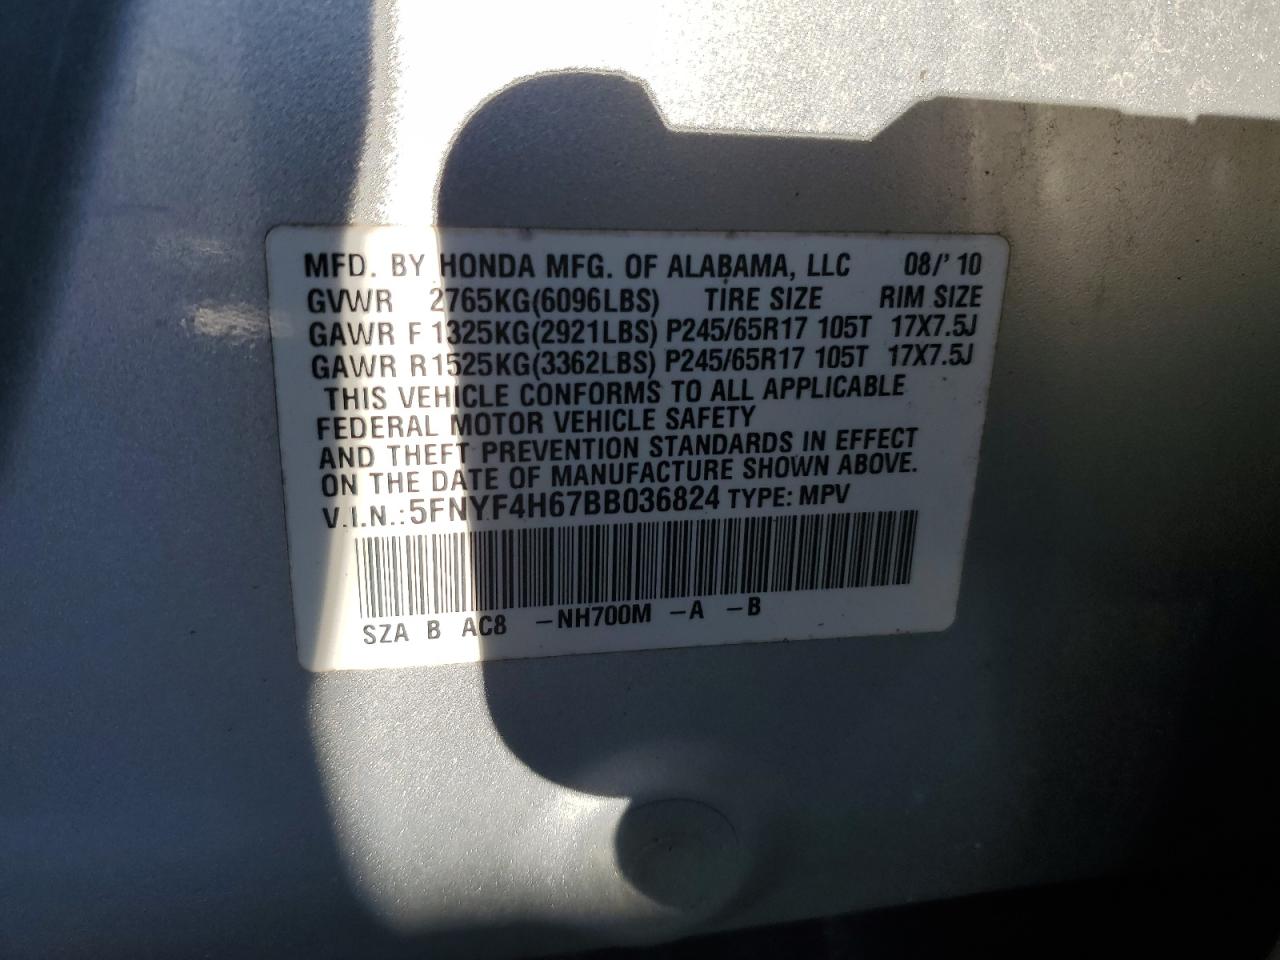 MFD. BY HONDA MFG. OF ALABAMA, LLC 08/'10
GVWR 2765KG(6096LBS) TIRE SIZE RIM SIZE
GAWR F 1325KG(2921LBS) P245/65R17 105T 17X7.5J
GAWR R 1525KG(3362LBS) P245/65R17 105T 17X7.5J
THIS VEHICLE CONFORMS TO ALL APPLICABLE
FEDERAL MOTOR VEHICLE SAFETY
AND THEFT PREVENTION STANDARDS IN EFFECT
ON THE DATE OF MANUFACTURE SHOWN ABOVE.
V.I.N.: 5FNYF4H67BB036824 TYPE: MPV
SZA B AC8 -NH700M -A -B